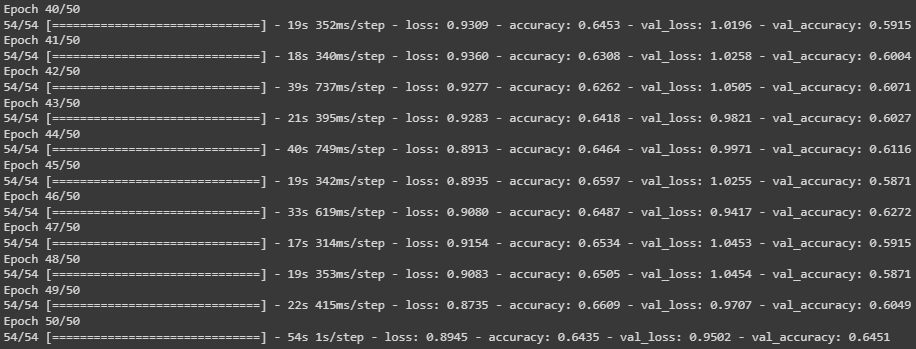 Epoch 40/50
54/54 [==============================] - 19s 352ms/step - loss: 0.9309 - accuracy: 0.6453 - val_loss: 1.0196 - val_accuracy: 0.5915
Epoch 41/50
54/54 [==============================] - 18s 340ms/step - loss: 0.9360 - accuracy: 0.6308 - val_loss: 1.0258 - val_accuracy: 0.6004
Epoch 42/50
54/54 [==============================] - 39s 737ms/step - loss: 0.9277 - accuracy: 0.6262 - val_loss: 1.0505 - val_accuracy: 0.6071
Epoch 43/50
54/54 [==============================] - 21s 395ms/step - loss: 0.9283 - accuracy: 0.6418 - val_loss: 0.9821 - val_accuracy: 0.6027
Epoch 44/50
54/54 [==============================] - 40s 749ms/step - loss: 0.8913 - accuracy: 0.6464 - val_loss: 0.9971 - val_accuracy: 0.6116
Epoch 45/50
54/54 [==============================] - 19s 342ms/step - loss: 0.8935 - accuracy: 0.6597 - val_loss: 1.0255 - val_accuracy: 0.5871
Epoch 46/50
54/54 [==============================] - 33s 619ms/step - loss: 0.9080 - accuracy: 0.6487 - val_loss: 0.9417 - val_accuracy: 0.6272
Epoch 47/50
54/54 [==============================] - 17s 314ms/step - loss: 0.9154 - accuracy: 0.6534 - val_loss: 1.0453 - val_accuracy: 0.5915
Epoch 48/50
54/54 [==============================] - 19s 353ms/step - loss: 0.9083 - accuracy: 0.6505 - val_loss: 1.0454 - val_accuracy: 0.5871
Epoch 49/50
54/54 [==============================] - 22s 415ms/step - loss: 0.8735 - accuracy: 0.6609 - val_loss: 0.9707 - val_accuracy: 0.6049
Epoch 50/50
54/54 [==============================] - 54s 1s/step - loss: 0.8945 - accuracy: 0.6435 - val_loss: 0.9502 - val_accuracy: 0.6451